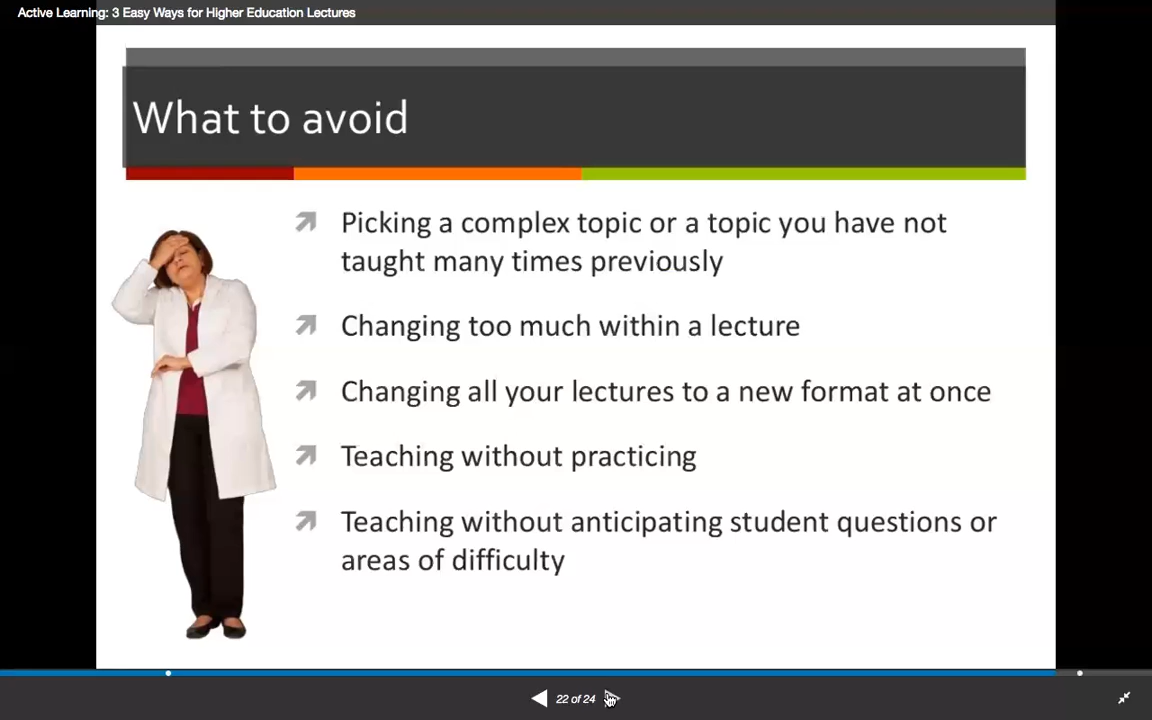 Active Learning: 3 Easy Ways for Higher Education Lectures
What to avoid
Picking a complex topic or a topic you have not
taught many times previously
Changing too much within a lecture
Changing all your lectures to a new format at once
Teaching without practicing
Teaching without anticipating student questions or
areas of difficulty
22 of 24